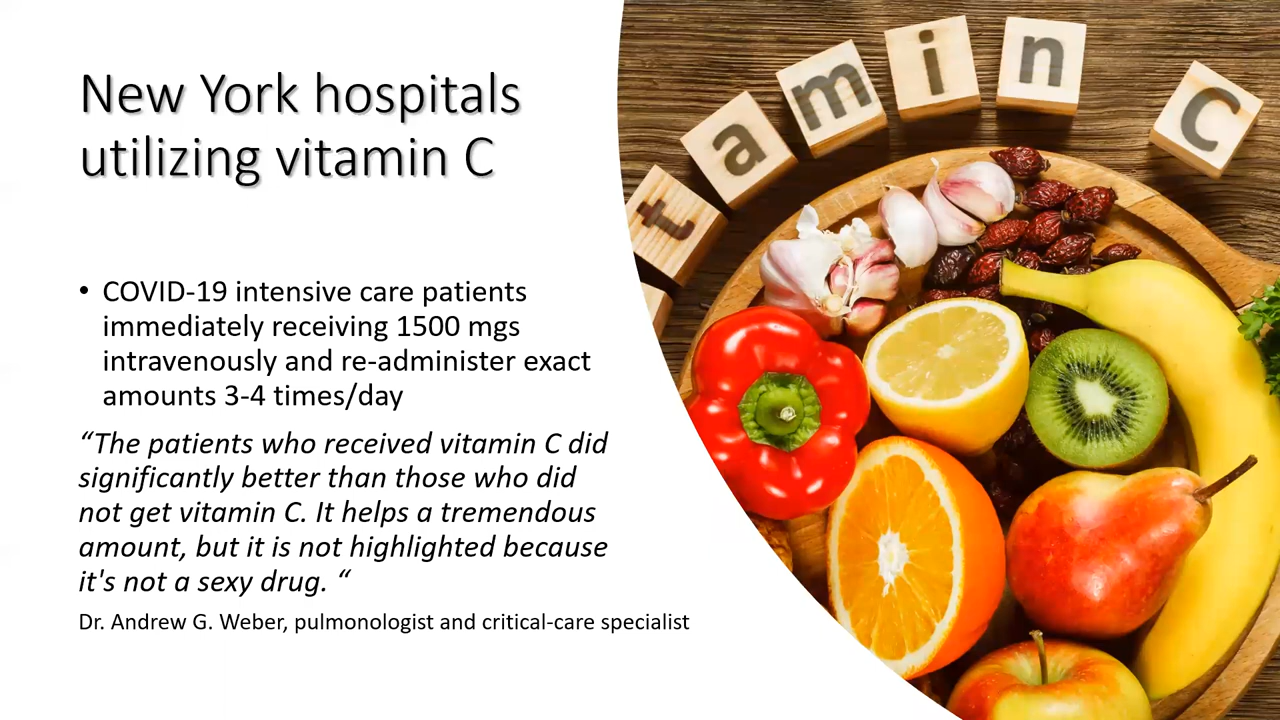 New York hospitals
utilizing vitamin C
• COVID-19 intensive care patients
immediately receiving 1500 mgs
intravenously and re-administer exact
amounts 3-4 times/day
“The patients who received vitamin C did
significantly better than those who did
not get vitamin C. It helps a tremendous
amount, but it is not highlighted because
it's not a sexy drug. “
Dr. Andrew G. Weber, pulmonologist and critical-care specialist
t a m i n C